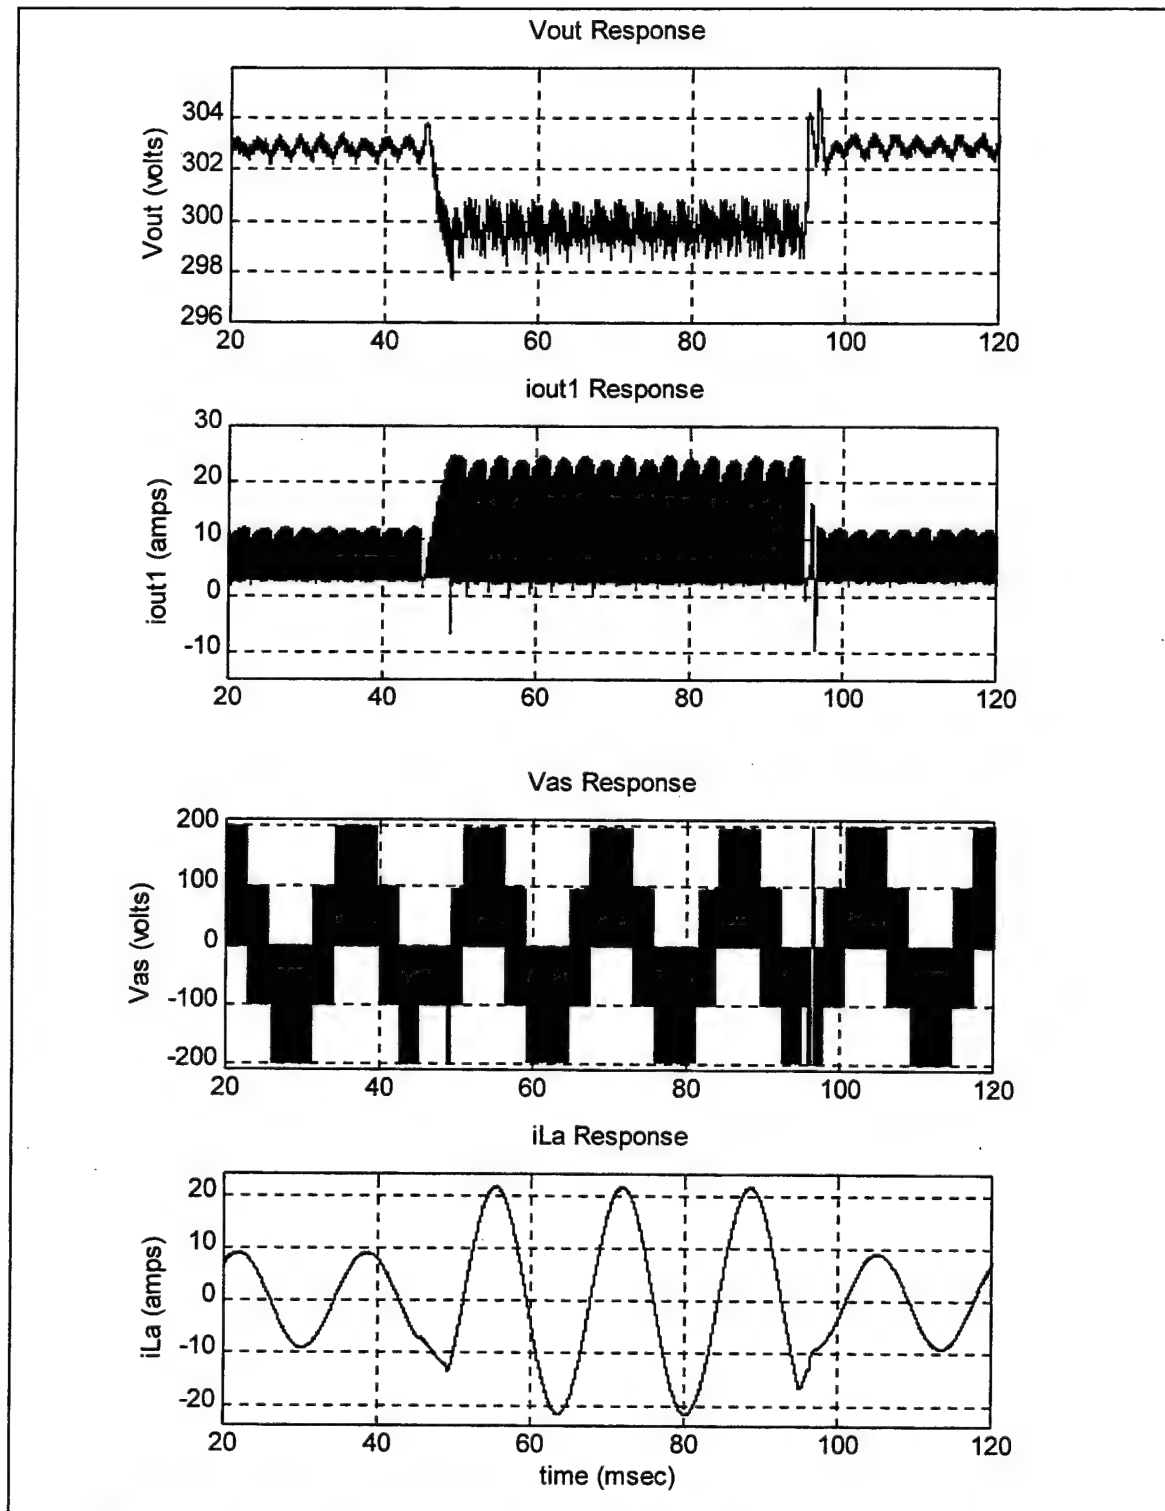 Vout Response
304
302
300
298
296
Vout (volts)
20 40 60 80 100 120
iout1 Response
30
20
10
0
-10
iout1 (amps)
20 40 60 80 100 120
Vas Response
200
100
0
-100
-200
Vas (volts)
20 40 60 80 100 120
iLa Response
20
10
0
-10
-20
iLa (amps)
20 40 60 80 100 120
time (msec)